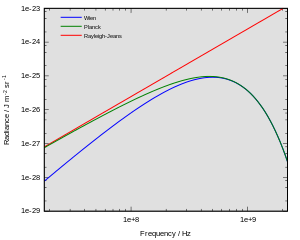 1e-23
1e-24
1e-25
1e-26
1e-27
1e-28
1e-29
Radiance / J m⁻² sr⁻¹
Wien
Planck
Rayleigh-Jeans
1e+8
1e+9
Frequency / Hz